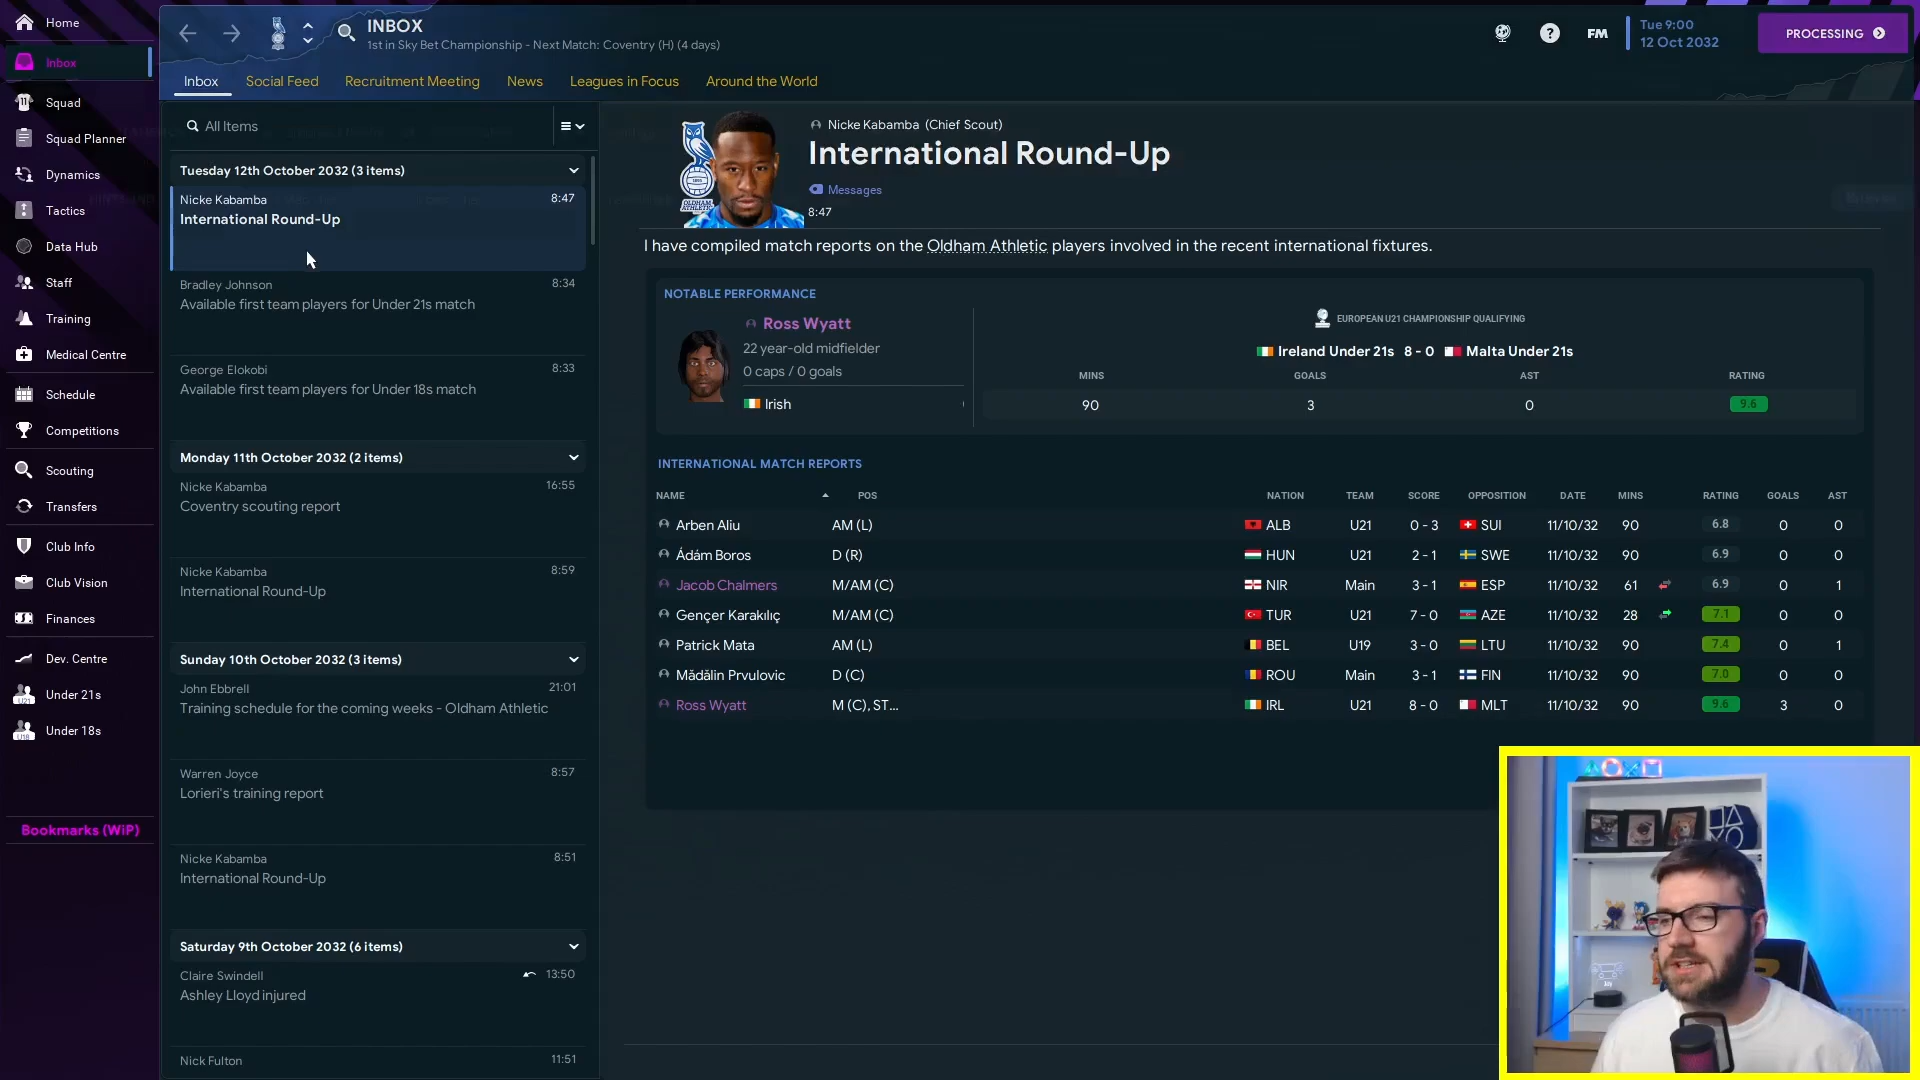 Home
Inbox
Squad
Squad Planner
Dynamics
Tactics
Data Hub
Staff
Training
Medical Centre
Schedule
Competitions
Scouting
Transfers
Club Info
Club Vision
Finances
Dev. Centre
Under 21s
Under 18s
Bookmarks (WiP)
INBOX
1st in Sky Bet Championship - Next Match: Coventry (H) (4 days)
FM
Tue 9:00
12 Oct 2032
PROCESSING
Inbox Social Feed Recruitment Meeting News Leagues in Focus Around the World
All Items
Tuesday 12th October 2032 (3 items)
Nicke Kabamba 8:47
International Round-Up
Bradley Johnson 8:34
Available first team players for Under 21s match
George Elokobi 8:33
Available first team players for Under 18s match
Monday 11th October 2032 (2 items)
Nicke Kabamba 16:55
Coventry scouting report
Nicke Kabamba 8:59
International Round-Up
Sunday 10th October 2032 (3 items)
John Ebbrell 21:01
Training schedule for the coming weeks - Oldham Athletic
Warren Joyce 8:57
Lorieri's training report
Nicke Kabamba 8:51
International Round-Up
Saturday 9th October 2032 (6 items)
Claire Swindell 13:50
Ashley Lloyd injured
Nick Fulton 11:51
OLDHAM ATHLETIC
Nicke Kabamba (Chief Scout)
International Round-Up
Messages
8:47
I have compiled match reports on the Oldham Athletic players involved in the recent international fixtures.
NOTABLE PERFORMANCE
Ross Wyatt
22 year-old midfielder
0 caps / 0 goals
Irish
EUROPEAN U21 CHAMPIONSHIP QUALIFYING
Ireland Under 21s 8 - 0 Malta Under 21s
MINS GOALS AST RATING
90 3 0 9.6
INTERNATIONAL MATCH REPORTS
NAME POS NATION TEAM SCORE OPPOSITION DATE MINS RATING GOALS AST
Arben Aliu AM (L) ALB U21 0 - 3 SUI 11/10/32 90 6.8 0 0
Ádám Boros D (R) HUN U21 2 - 1 SWE 11/10/32 90 6.9 0 0
Jacob Chalmers M/AM (C) NIR Main 3 - 1 ESP 11/10/32 61 6.9 0 1
Gençer Karakılıç M/AM (C) TUR U21 7 - 0 AZE 11/10/32 28 7.1 0 0
Patrick Mata AM (L) BEL U19 3 - 0 LTU 11/10/32 90 7.4 0 1
Mădălin Prvulovic D (C) ROU Main 3 - 1 FIN 11/10/32 90 7.0 0 0
Ross Wyatt M (C), ST... IRL U21 8 - 0 MLT 11/10/32 90 9.6 3 0